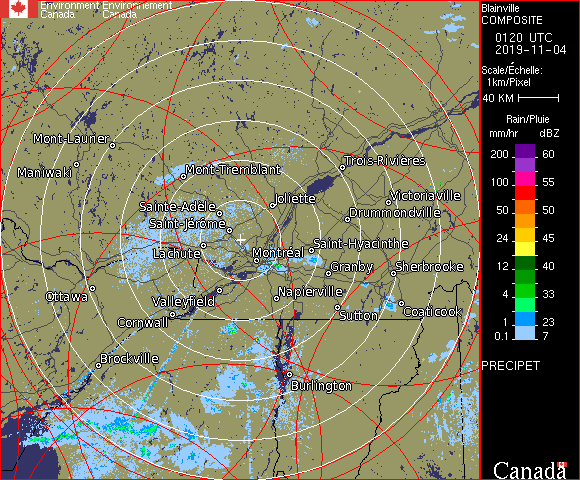 Environment Environnement
Canada Canada
Blainville
COMPOSITE
0120 UTC
2019-11-04
Scale/Échelle:
1km/Pixel
40 KM
Rain/Pluie
mm/hr dBZ
200 60
150 57
100 55
50 50
24 45
12 40
4 33
1 23
0.1 7
PRECIPET
Canada
Mont-Laurier
Maniwaki
Mont-Tremblant
Trois-Rivières
Sainte-Adèle
Joliette
Victoriaville
Drummondville
Saint-Jérôme
Lachute
Montréal
Saint-Hyacinthe
Granby
Sherbrooke
Ottawa
Valleyfield
Napierville
Cornwall
Sutton
Coaticook
Brockville
Burlington